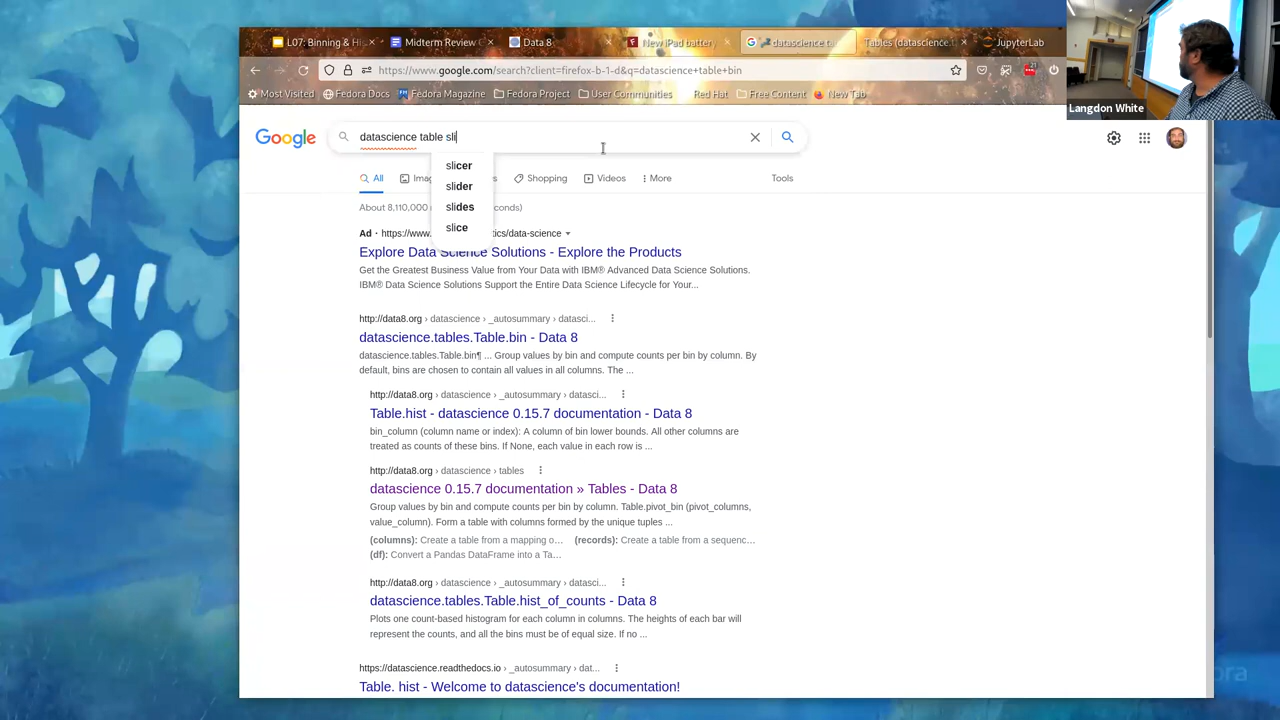 L07: Binning & Hi
Midterm Review
Data 8
New iPad battery
datascience ta
Tables (datascience.
JupyterLab
https://www.google.com/search?client=firefox-b-1-d&q=datascience+table+bin
Most Visited
Fedora Docs
Fedora Magazine
Fedora Project
User Communities
Red Hat
Free Content
New Tab
Langdon White
Google
datascience table sli
slicer
slider
slides
slice
All
Imag
s
Shopping
Videos
More
Tools
About 8,110,000
conds)
Ad · https://www.
tics/data-science
Explore Data Science Solutions - Explore the Products
Get the Greatest Business Value from Your Data with IBM® Advanced Data Science Solutions.
IBM® Data Science Solutions Support the Entire Data Science Lifecycle for Your...
http://data8.org › datascience › _autosummary › datasci...
datascience.tables.Table.bin - Data 8
datascience.tables.Table.bin¶ ... Group values by bin and compute counts per bin by column. By
default, bins are chosen to contain all values in all columns. The ...
http://data8.org › datascience › _autosummary › datasci...
Table.hist - datascience 0.15.7 documentation - Data 8
bin_column (column name or index): A column of bin lower bounds. All other columns are
treated as counts of these bins. If None, each value in each row is ...
http://data8.org › datascience › tables
datascience 0.15.7 documentation » Tables - Data 8
Group values by bin and compute counts per bin by column. Table.pivot_bin (pivot_columns,
value_column). Form a table with columns formed by the unique tuples ...
(columns): Create a table from a mapping o… (records): Create a table from a sequenc…
(df): Convert a Pandas DataFrame into a Ta…
http://data8.org › datascience › _autosummary › datasci...
datascience.tables.Table.hist_of_counts - Data 8
Plots one count-based histogram for each column in columns. The heights of each bar will
represent the counts, and all the bins must be of equal size. If no ...
https://datascience.readthedocs.io › _autosummary › dat...
Table. hist - Welcome to datascience's documentation!